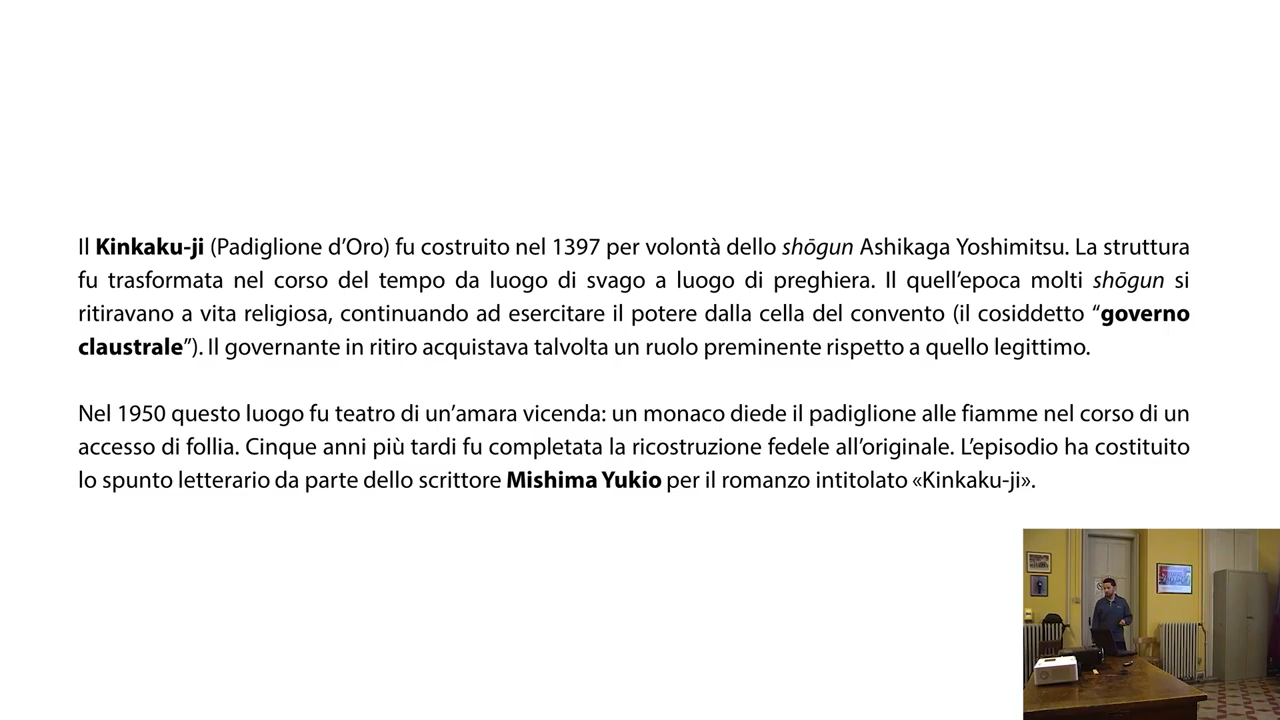 Il Kinkaku-ji (Padiglione d’Oro) fu costruito nel 1397 per volontà dello shōgun Ashikaga Yoshimitsu. La struttura
fu trasformata nel corso del tempo da luogo di svago a luogo di preghiera. Il quell’epoca molti shōgun si
ritiravano a vita religiosa, continuando ad esercitare il potere dalla cella del convento (il cosiddetto “governo
claustrale”). Il governante in ritiro acquistava talvolta un ruolo preminente rispetto a quello legittimo.
Nel 1950 questo luogo fu teatro di un’amara vicenda: un monaco diede il padiglione alle fiamme nel corso di un
accesso di follia. Cinque anni più tardi fu completata la ricostruzione fedele all’originale. L’episodio ha costituito
lo spunto letterario da parte dello scrittore Mishima Yukio per il romanzo intitolato «Kinkaku-ji».